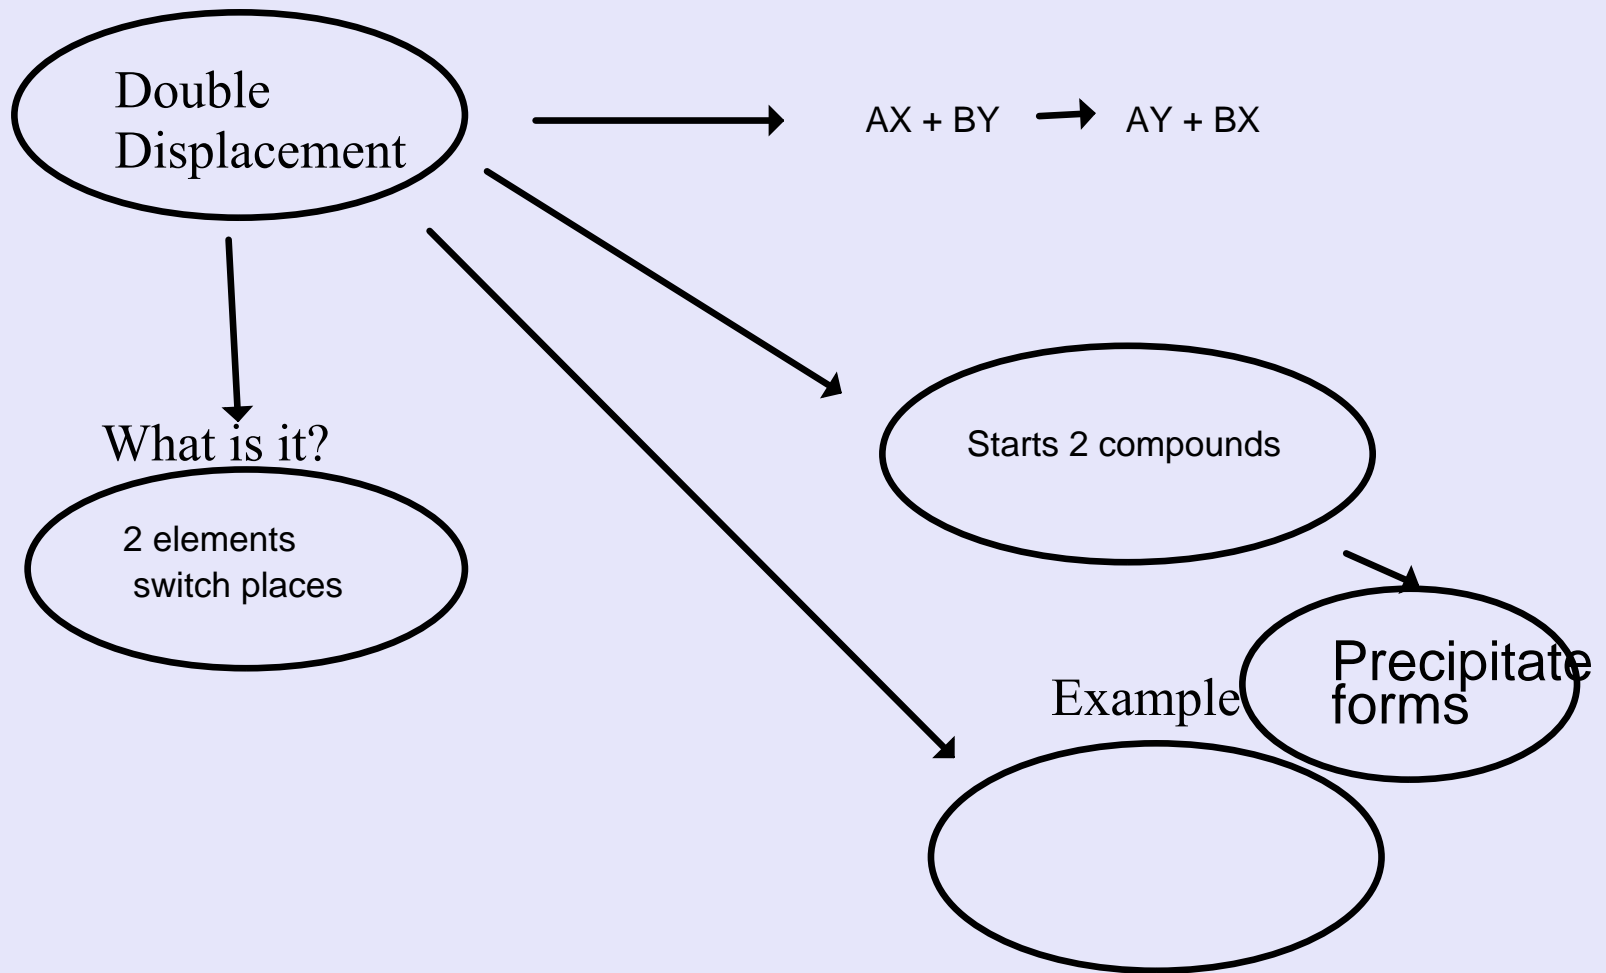 Double
Displacement
AX + BY
AY + BX
What is it?
2 elements
switch places
Starts 2 compounds
Example
Precipitate
forms